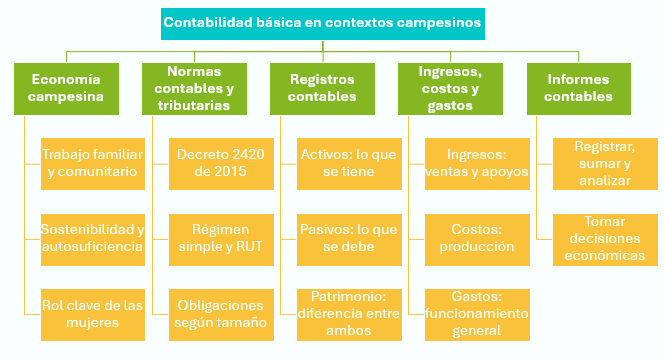 Contabilidad básica en contextos campesinos
Economía
campesina
Trabajo familiar
y comunitario
Sostenibilidad y
autosuficiencia
Rol clave de las
mujeres
Normas
contables y
tributarias
Decreto 2420
de 2015
Régimen
simple y RUT
Obligaciones
según tamaño
Registros
contables
Activos: lo que
se tiene
Pasivos: lo que
se debe
Patrimonio:
diferencia entre
ambos
Ingresos,
costos y
gastos
Ingresos:
ventas y apoyos
Costos:
producción
Gastos:
funcionamiento
general
Informes
contables
Registrar,
sumar y
analizar
Tomar
decisiones
económicas